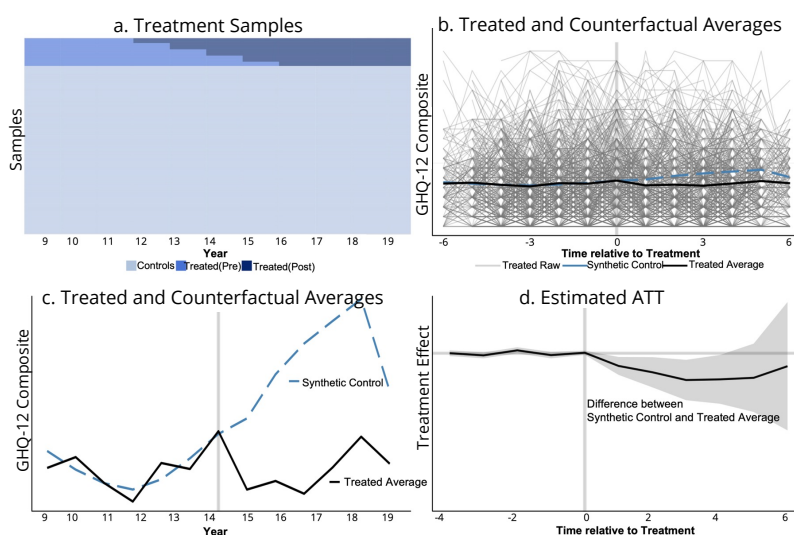 a. Treatment Samples
Samples
9 10 11 12 13 14 15 16 17 18 19
Year
Controls Treated(Pre) Treated(Post)
b. Treated and Counterfactual Averages
GHQ-12 Composite
-6 -3 0 3 6
Time relative to Treatment
Treated Raw Synthetic Control Treated Average
c. Treated and Counterfactual Averages
GHQ-12 Composite
Synthetic Control
Treated Average
9 10 11 12 13 14 15 16 17 18 19
Year
d. Estimated ATT
Treatment Effect
Difference between
Synthetic Control and Treated Average
-4 -2 0 2 4 6
Time relative to Treatment